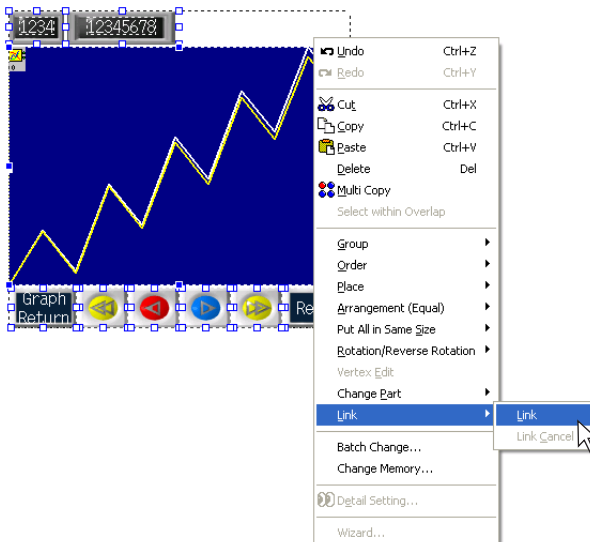 1234 12345678
Undo Ctrl+Z
Redo Ctrl+Y
Cut Ctrl+X
Copy Ctrl+C
Paste Ctrl+V
Delete Del
Multi Copy
Select within Overlap
Group
Order
Place
Arrangement (Equal)
Put All in Same Size
Rotation/Reverse Rotation
Vertex Edit
Change Part
Link
Link
Link Cancel
Batch Change...
Change Memory...
Detail Setting...
Wizard...
Graph
Return
Re
0